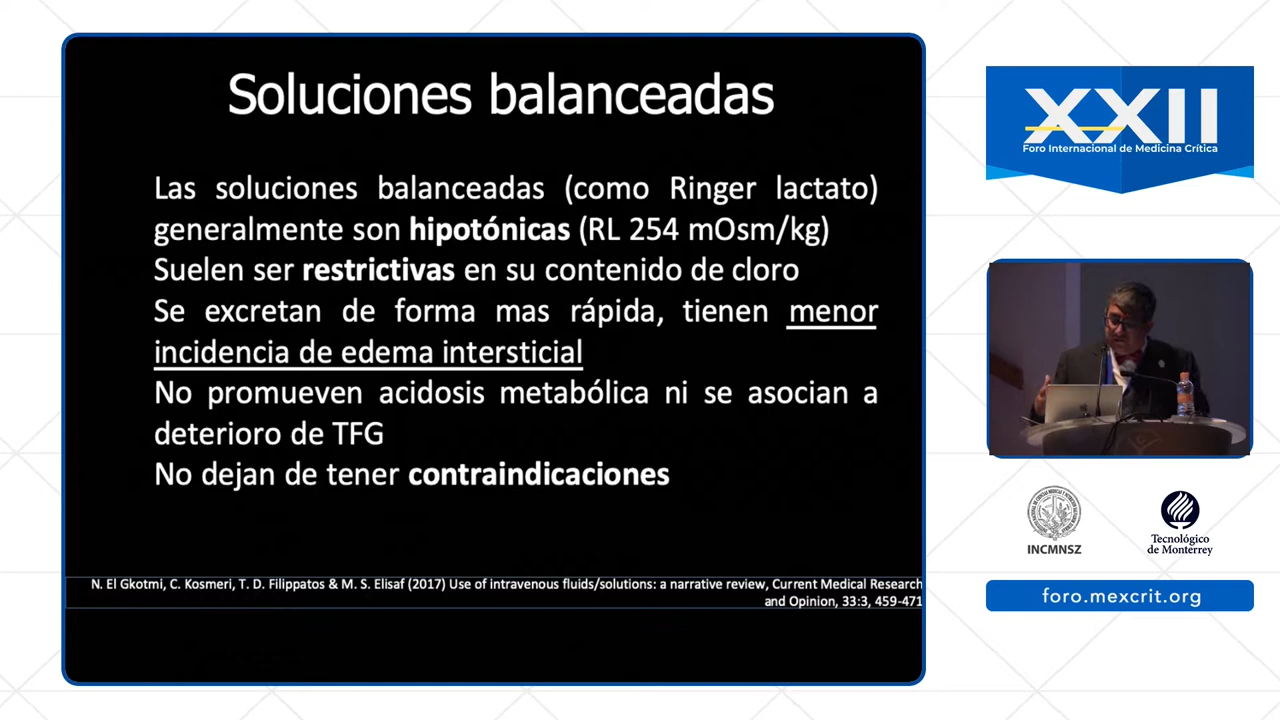 Soluciones balanceadas
Las soluciones balanceadas (como Ringer lactato)
generalmente son hipotónicas (RL 254 mOsm/kg)
Suelen ser restrictivas en su contenido de cloro
Se excretan de forma mas rápida, tienen menor
incidencia de edema intersticial
No promueven acidosis metabólica ni se asocian a
deterioro de TFG
No dejan de tener contraindicaciones
N. El Gkotmi, C. Kosmeri, T. D. Filippatos & M. S. Elisaf (2017) Use of intravenous fluids/solutions: a narrative review, Current Medical Research
and Opinion, 33:3, 459-471
XXII
Foro Internacional de Medicina Crítica
INCMNSZ
Tecnológico
de Monterrey
foro.mexcrit.org